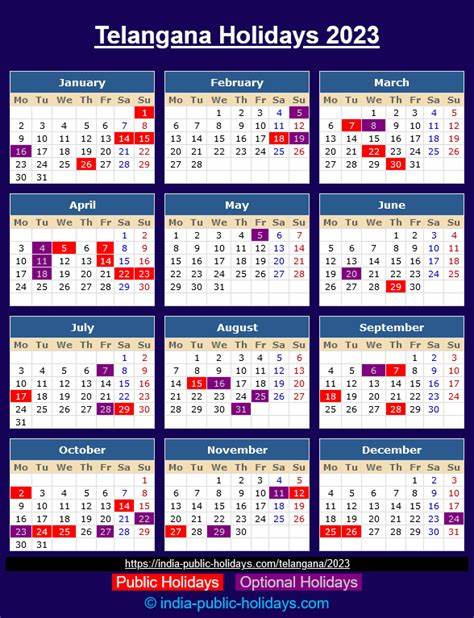 Telangana Holidays 2023
January
Mo Tu We Th Fr Sa Su
1
2 3 4 5 6 7 8
9 10 11 12 13 14 15
16 17 18 19 20 21 22
23 24 25 26 27 28 29
30 31
February
Mo Tu We Th Fr Sa Su
1 2 3 4 5
6 7 8 9 10 11 12
13 14 15 16 17 18 19
20 21 22 23 24 25 26
27 28
March
Mo Tu We Th Fr Sa Su
1 2 3 4 5
6 7 8 9 10 11 12
13 14 15 16 17 18 19
20 21 22 23 24 25 26
27 28 29 30 31
April
Mo Tu We Th Fr Sa Su
1 2
3 4 5 6 7 8 9
10 11 12 13 14 15 16
17 18 19 20 21 22 23
24 25 26 27 28 29 30
May
Mo Tu We Th Fr Sa Su
1 2 3 4 5 6 7
8 9 10 11 12 13 14
15 16 17 18 19 20 21
22 23 24 25 26 27 28
29 30 31
June
Mo Tu We Th Fr Sa Su
1 2 3 4
5 6 7 8 9 10 11
12 13 14 15 16 17 18
19 20 21 22 23 24 25
26 27 28 29 30
July
Mo Tu We Th Fr Sa Su
1 2
3 4 5 6 7 8 9
10 11 12 13 14 15 16
17 18 19 20 21 22 23
24 25 26 27 28 29 30
31
August
Mo Tu We Th Fr Sa Su
1 2 3 4 5 6
7 8 9 10 11 12 13
14 15 16 17 18 19 20
21 22 23 24 25 26 27
28 29 30 31
September
Mo Tu We Th Fr Sa Su
1 2 3
4 5 6 7 8 9 10
11 12 13 14 15 16 17
18 19 20 21 22 23 24
25 26 27 28 29 30
October
Mo Tu We Th Fr Sa Su
1
2 3 4 5 6 7 8
9 10 11 12 13 14 15
16 17 18 19 20 21 22
23 24 25 26 27 28 29
30 31
November
Mo Tu We Th Fr Sa Su
1 2 3 4 5
6 7 8 9 10 11 12
13 14 15 16 17 18 19
20 21 22 23 24 25 26
27 28 29 30
December
Mo Tu We Th Fr Sa Su
1 2 3
4 5 6 7 8 9 10
11 12 13 14 15 16 17
18 19 20 21 22 23 24
25 26 27 28 29 30 31
https://india-public-holidays.com/telangana/2023
Public Holidays Optional Holidays
© india-public-holidays.com